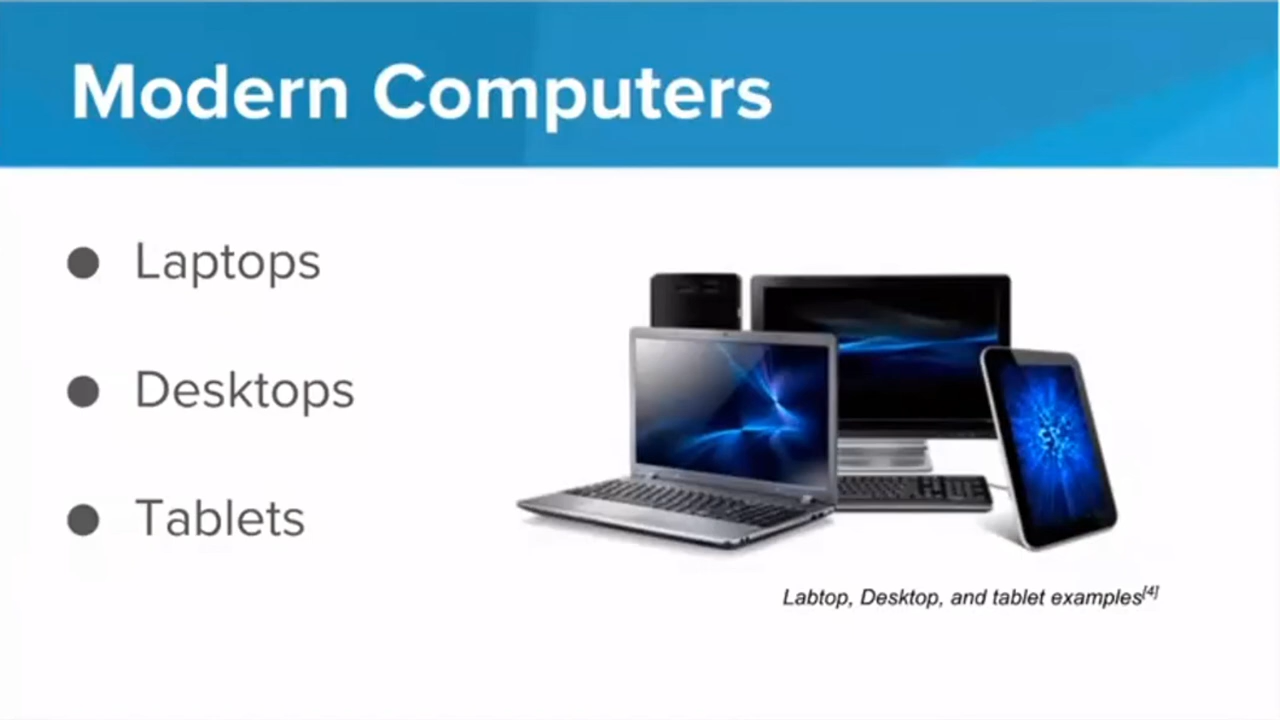 Modern Computers
● Laptops
● Desktops
● Tablets
Labtop, Desktop, and tablet examples[4]